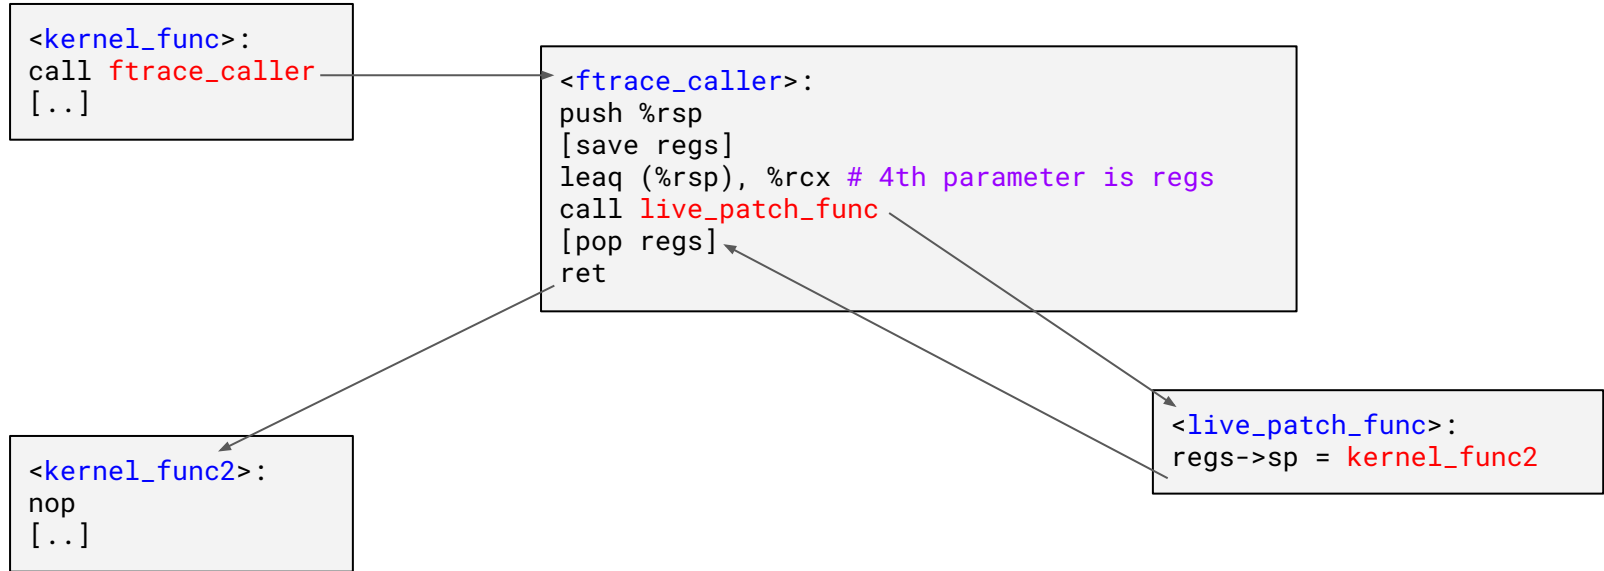 <kernel_func>:
call ftrace_caller
[..]
<ftrace_caller>:
push %rsp
[save regs]
leaq (%rsp), %rcx # 4th parameter is regs
call live_patch_func
[pop regs]
ret
<live_patch_func>:
regs->sp = kernel_func2
<kernel_func2>:
nop
[..]